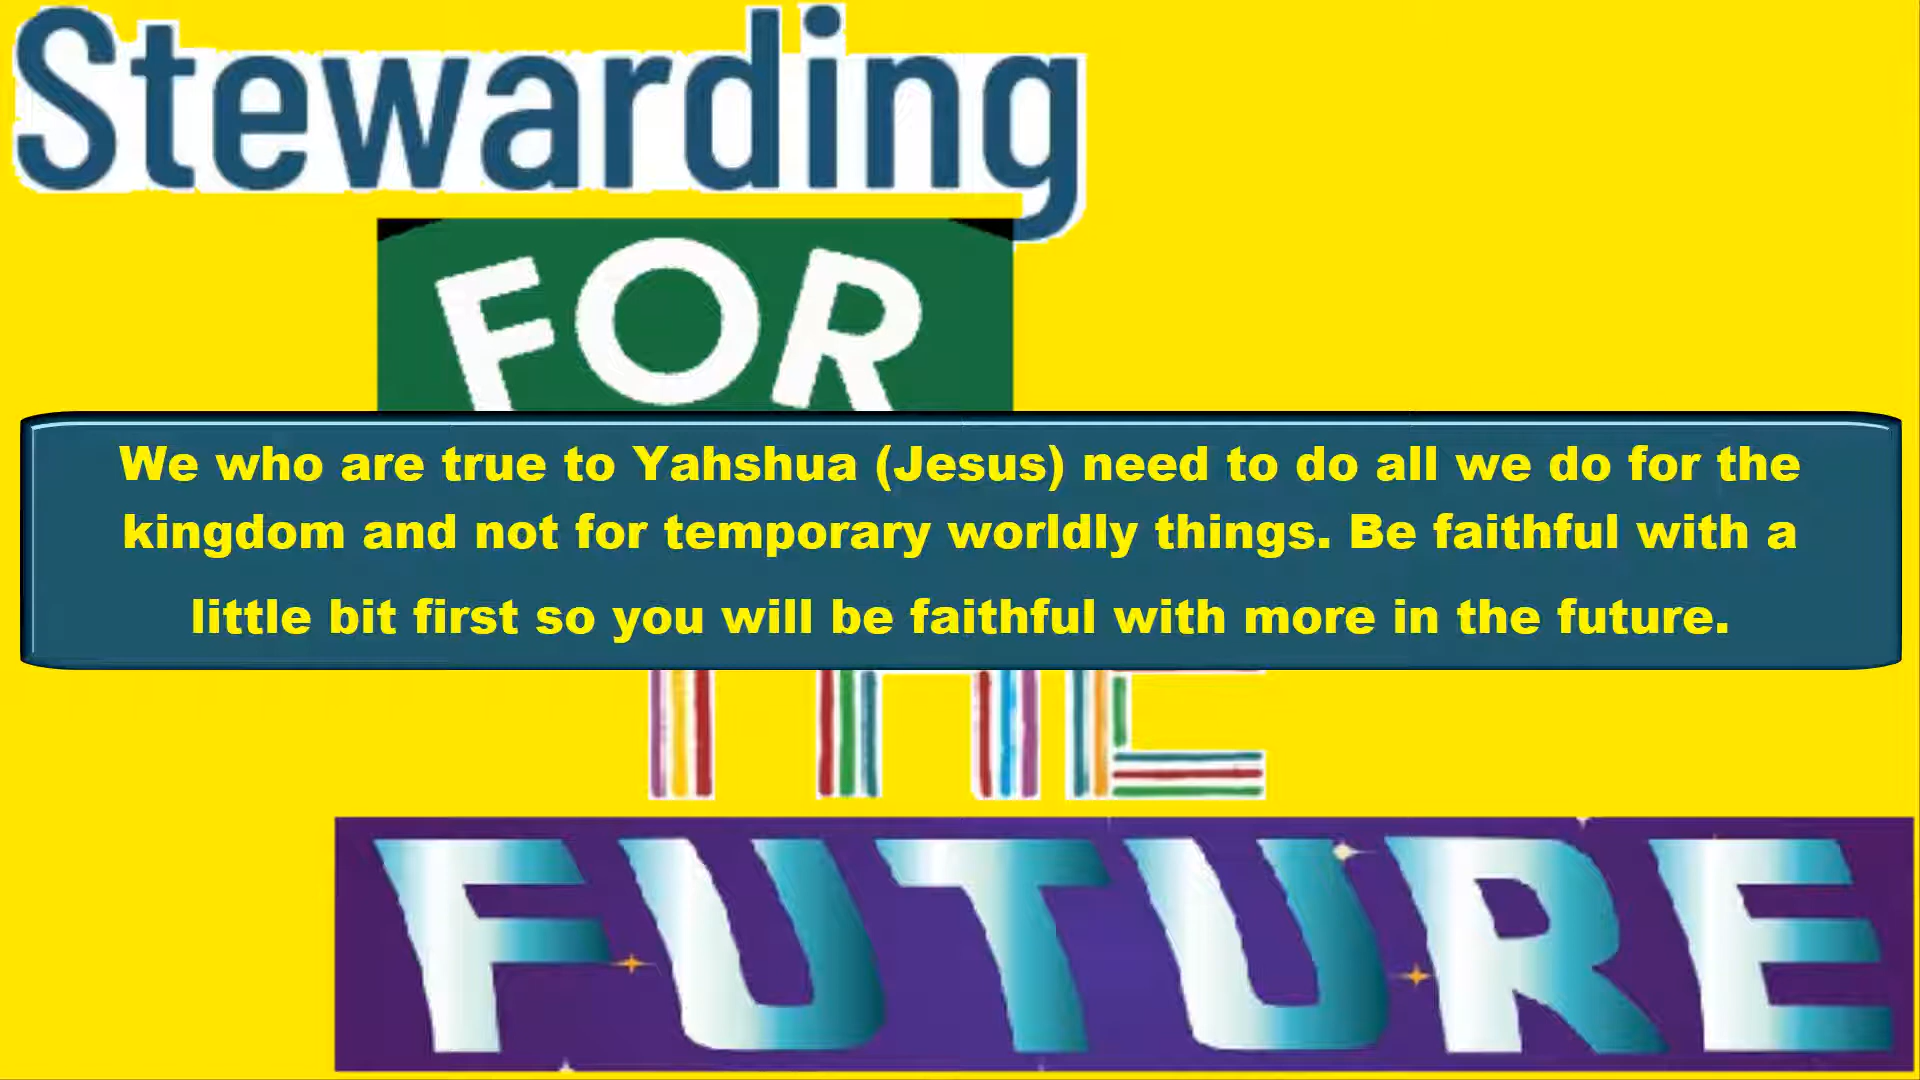 Stewarding
FOR
We who are true to Yahshua (Jesus) need to do all we do for the
kingdom and not for temporary worldly things. Be faithful with a
little bit first so you will be faithful with more in the future.
THE
FUTURE